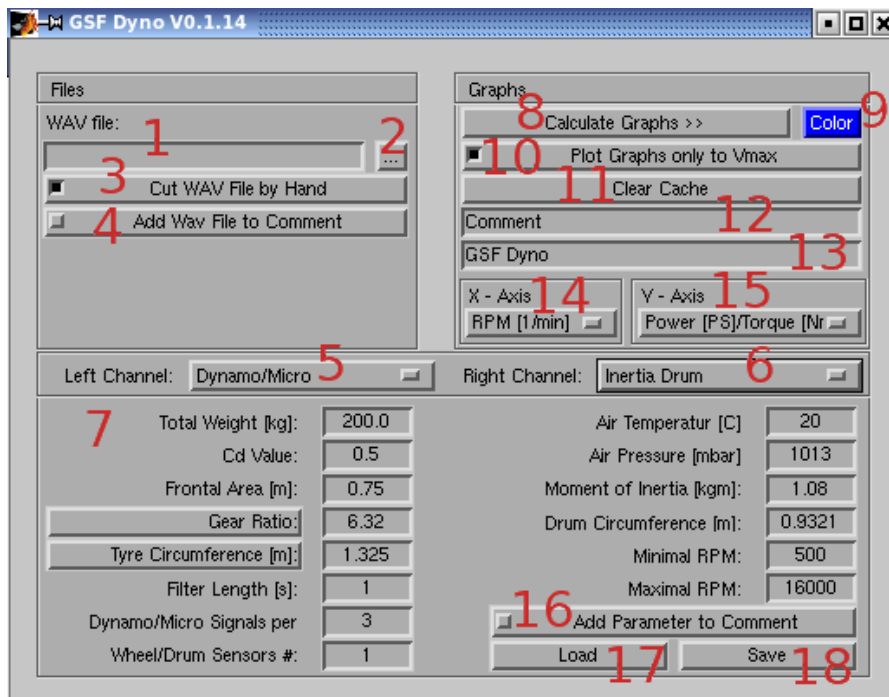 GSF Dyno V0.1.14
Files
WAV file:
1
2
...
3
Cut WAV File by Hand
4
Add Wav File to Comment
Graphs
8
Calculate Graphs >>
Color
9
10
Plot Graphs only to Vmax
11
Clear Cache
Comment
12
GSF Dyno
13
X - Axis
14
RPM [1/min]
Y - Axis
15
Power [PS]/Torque [Nr
Left Channel:
Dynamo/Micro
5
Right Channel:
Inertia Drum
6
7
Total Weight [kg]: 200.0
Cd Value: 0.5
Frontal Area [m]: 0.75
Gear Ratio: 6.32
Tyre Circumference [m]: 1.325
Filter Length [s]: 1
Dynamo/Micro Signals per 3
Wheel/Drum Sensors #: 1
Air Temperatur [C] 20
Air Pressure [mbar] 1013
Moment of Inertia [kgm]: 1.08
Drum Circumference [m]: 0.9321
Minimal RPM: 500
Maximal RPM: 16000
16
Add Parameter to Comment
Load
17
Save
18